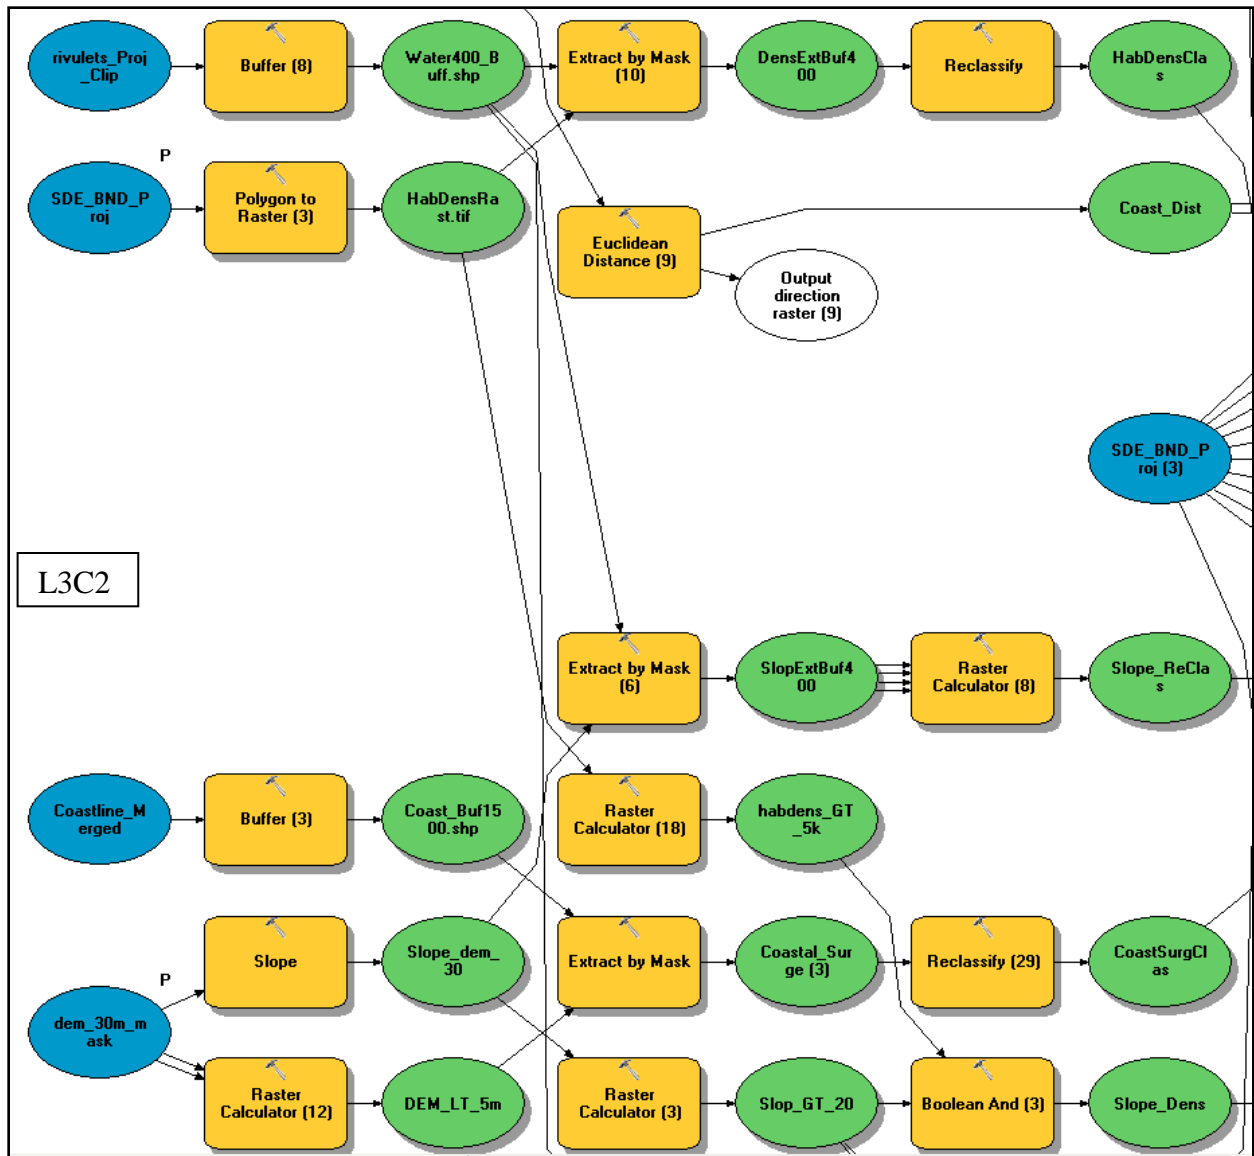 rivulets_Proj
_Clip
Buffer (8)
Water400_B
uff.shp
Extract by Mask
(10)
DensExtBuf4
00
Reclassify
HabDensClas
s
P
SDE_BND_P
roj
Polygon to
Raster (3)
HabDensRa
st.tif
Euclidean
Distance (9)
Coast_Dist
Output
direction
raster (9)
SDE_BND_P
roj (3)
L3C2
Extract by Mask
(6)
SlopExtBuf4
00
Raster
Calculator (8)
Slope_ReClas
s
Coastline_M
erged
Buffer (3)
Coast_Buf15
00.shp
Raster
Calculator (18)
habdens_GT
_5k
P
Slope
Slope_dem_
30
Extract by Mask
Coastal_Sur
ge (3)
Reclassify (29)
CoastSurgCl
as
dem_30m_m
ask
Raster
Calculator (12)
DEM_LT_5m
Raster
Calculator (3)
Slop_GT_20
Boolean And (3)
Slope_Dens